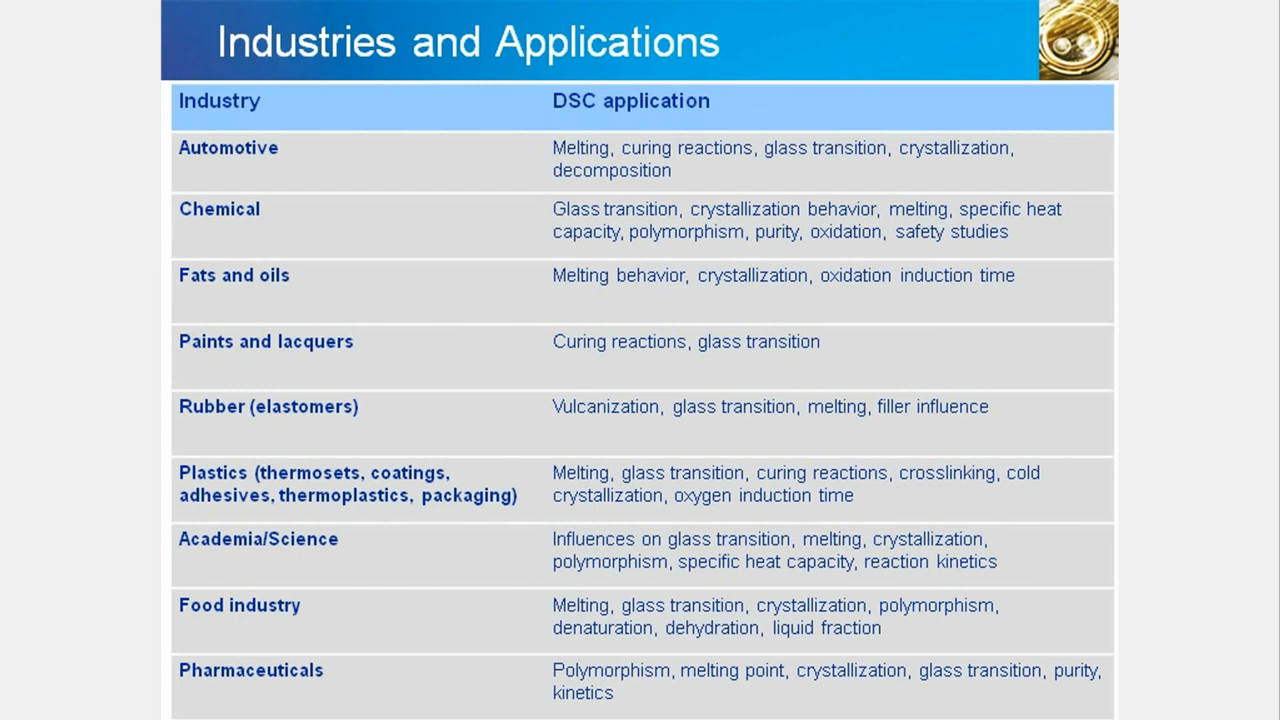 Industries and Applications
Industry DSC application
Automotive Melting, curing reactions, glass transition, crystallization,
decomposition
Chemical Glass transition, crystallization behavior, melting, specific heat
capacity, polymorphism, purity, oxidation, safety studies
Fats and oils Melting behavior, crystallization, oxidation induction time
Paints and lacquers Curing reactions, glass transition
Rubber (elastomers) Vulcanization, glass transition, melting, filler influence
Plastics (thermosets, coatings, Melting, glass transition, curing reactions, crosslinking, cold
adhesives, thermoplastics, packaging) crystallization, oxygen induction time
Academia/Science Influences on glass transition, melting, crystallization,
polymorphism, specific heat capacity, reaction kinetics
Food industry Melting, glass transition, crystallization, polymorphism,
denaturation, dehydration, liquid fraction
Pharmaceuticals Polymorphism, melting point, crystallization, glass transition, purity,
kinetics